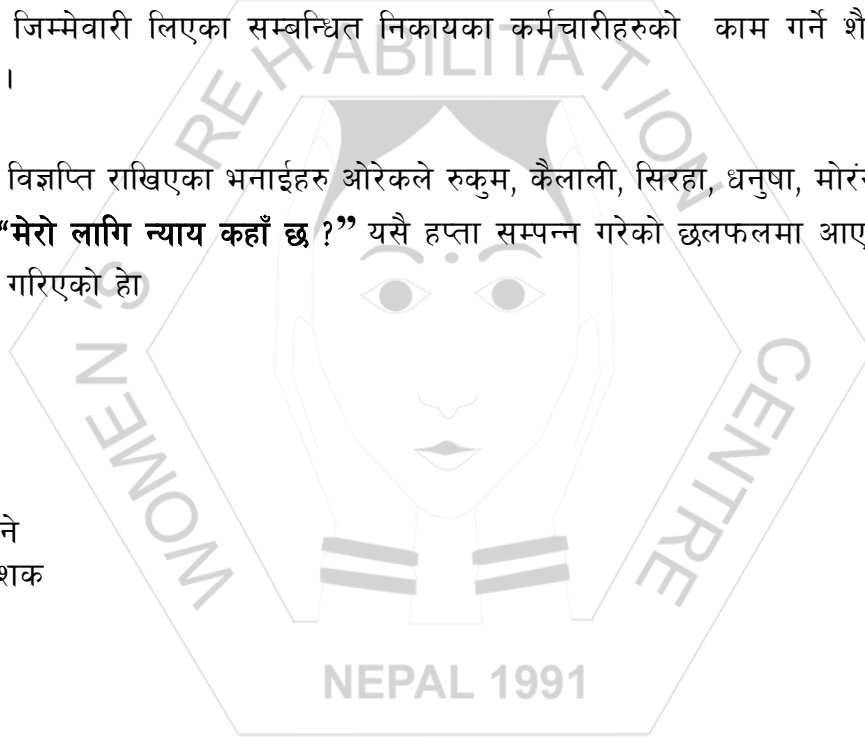 जिम्मेवारी लिएका सम्बन्धित निकायका कर्मचारीहरुको काम गर्ने शै
।
विज्ञप्ति राखिएका भनाईहरु ओरेकले रुकुम, कैलाली, सिरहा, धनुषा, मोरं
“मेरो लागि न्याय कहाँ छ ?” यसै हप्ता सम्पन्न गरेको छलफलमा आए
गरिएको हेा
ने
शक
WOMEN'S REHABILITATION CENTRE
NEPAL 1991